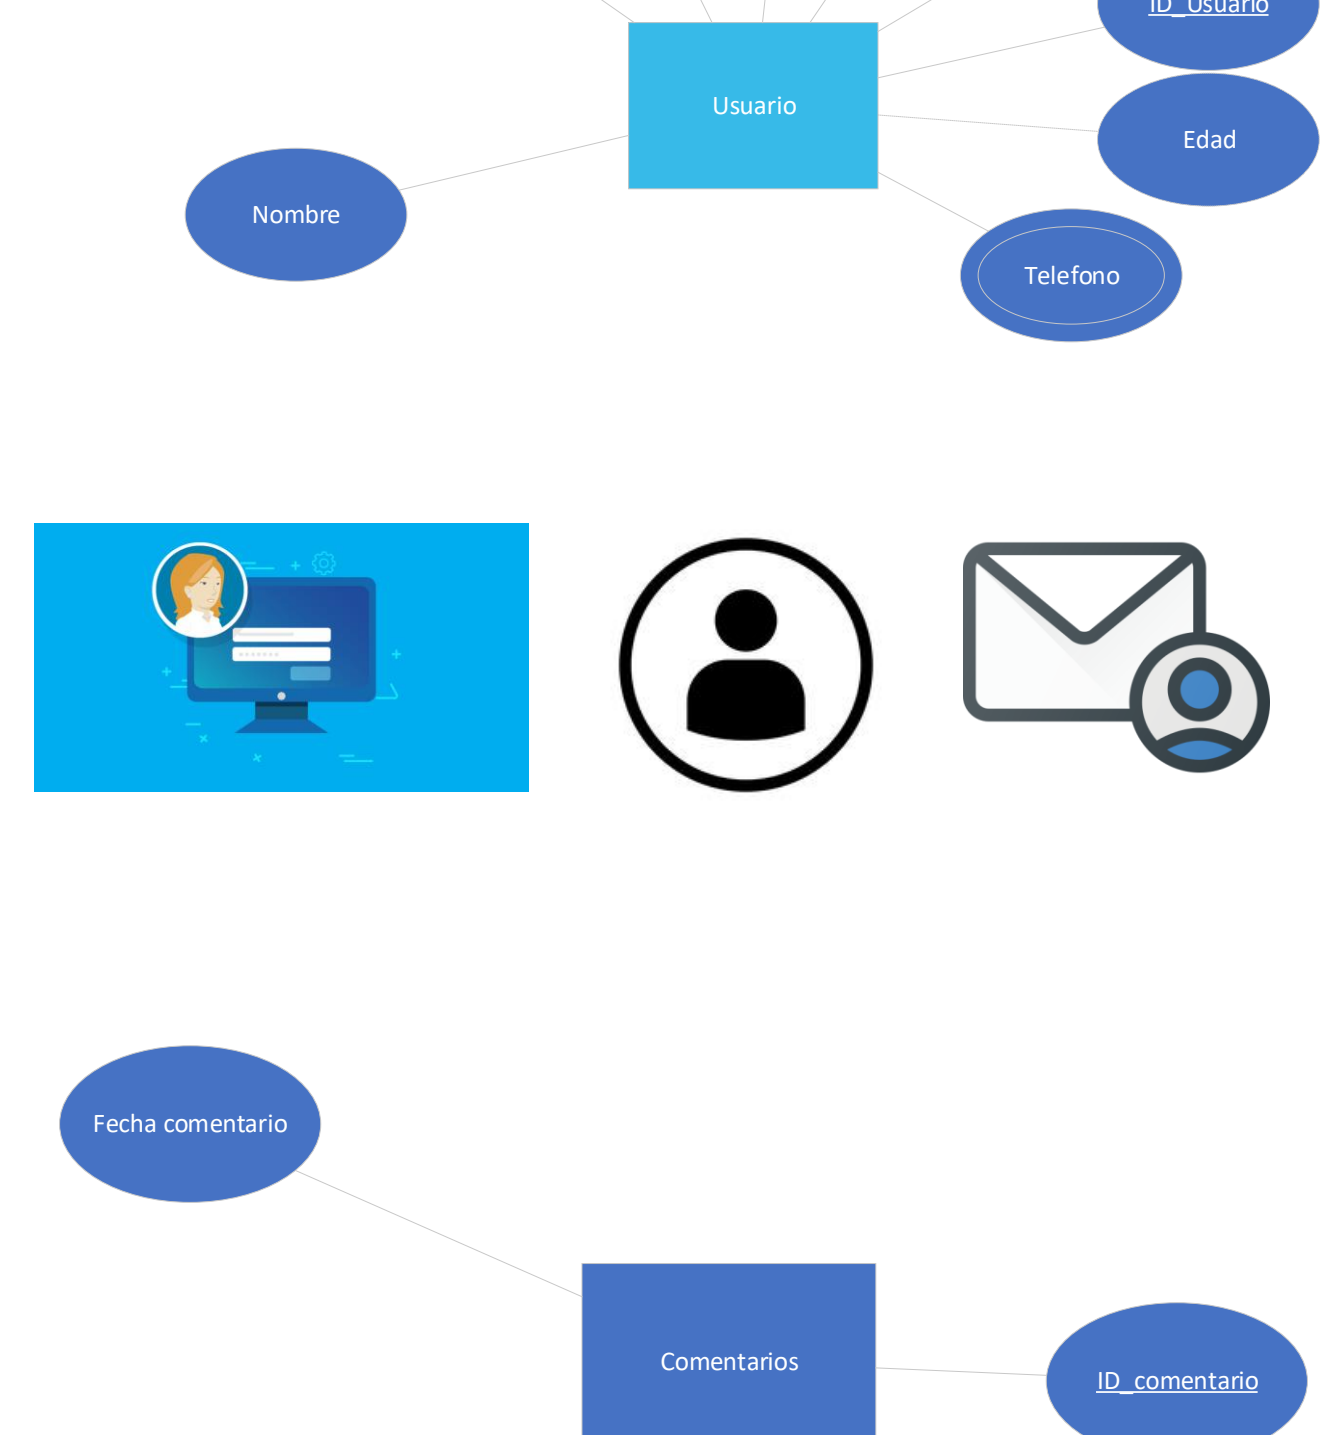 ID_Usuario
Usuario
Edad
Nombre
Telefono
Fecha comentario
Comentarios
ID_comentario